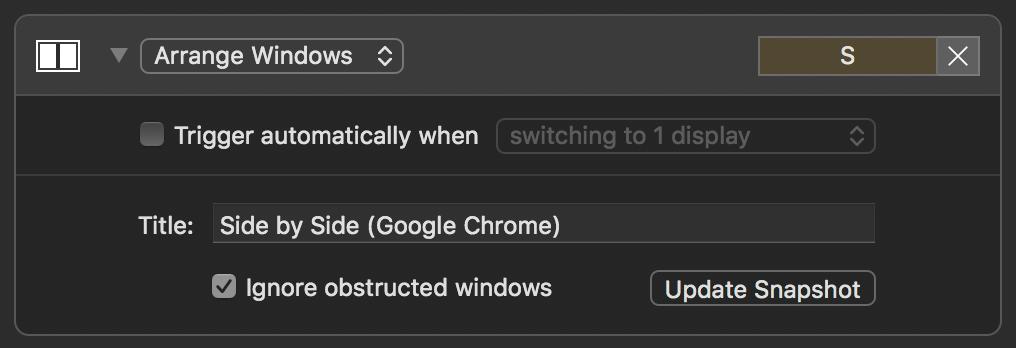 Arrange Windows S
Trigger automatically when switching to 1 display
Title: Side by Side (Google Chrome)
Ignore obstructed windows Update Snapshot